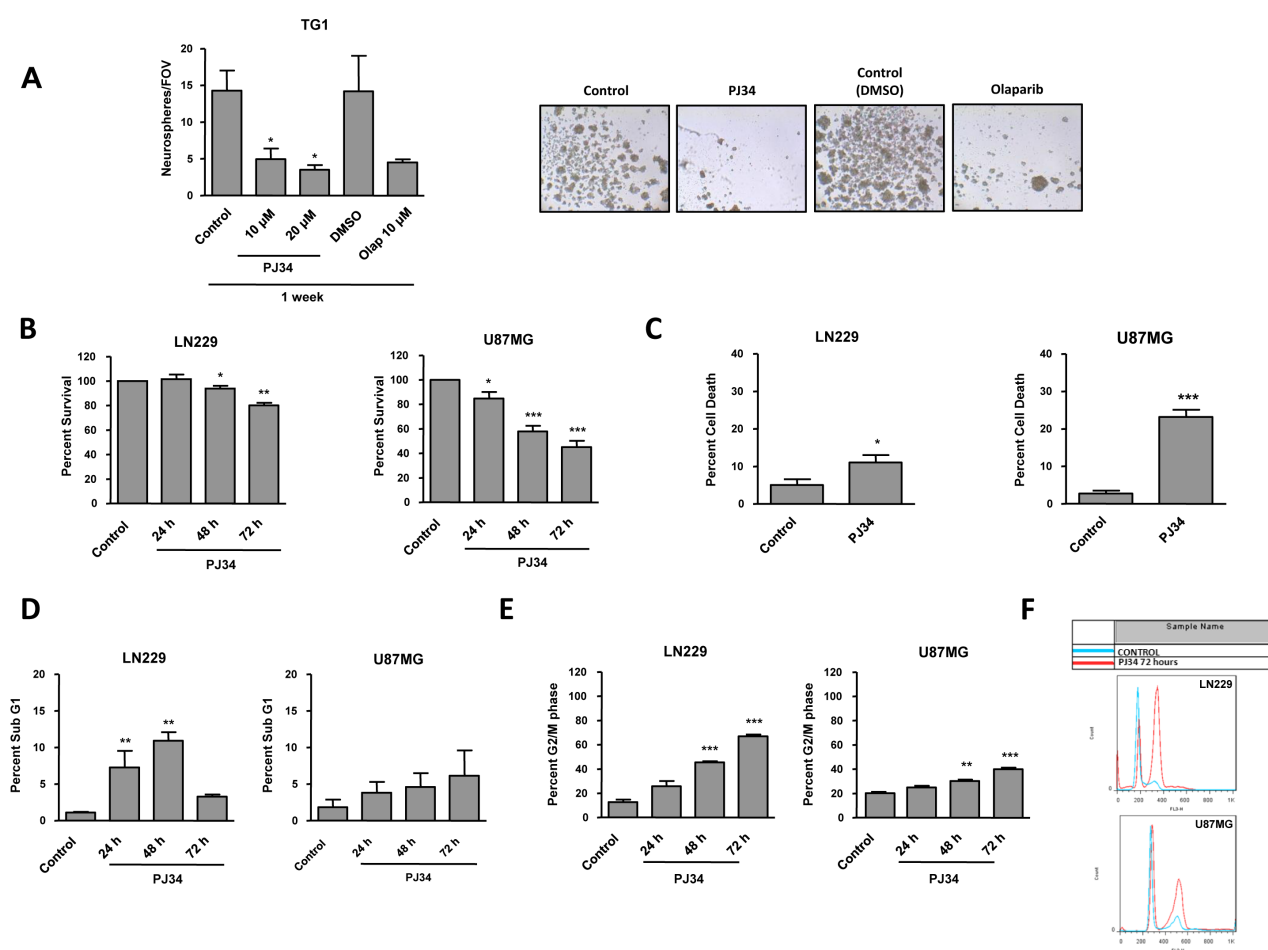 TG1
A
Neurospheres/FOV
20
15
10
5
0
* *
Control
10 µM
20 µM
DMSO
Olap 10 µM
PJ34
1 week
Control
PJ34
Control
(DMSO)
Olaparib
B
LN229
Percent Survival
120
100
80
60
40
20
0
* **
Control
24 h
48 h
72 h
PJ34
U87MG
Percent Survival
120
100
80
60
40
20
0
* *** ***
Control
24 h
48 h
72 h
PJ34
C
LN229
Percent Cell Death
40
30
20
10
0
*
Control
PJ34
U87MG
Percent Cell Death
40
30
20
10
0
***
Control
PJ34
D
LN229
Percent Sub G1
20
15
10
5
0
** **
Control
24 h
48 h
72 h
PJ34
U87MG
Percent Sub G1
20
15
10
5
0
Control
24 h
48 h
72 h
PJ34
E
LN229
Percent G2/M phase
120
100
80
60
40
20
0
*** ***
Control
24 h
48 h
72 h
PJ34
U87MG
Percent G2/M phase
120
100
80
60
40
20
0
** ***
Control
24 h
48 h
72 h
PJ34
F
Sample Name
CONTROL
PJ34 72 hours
LN229
Count
0
0 200 400 600 800 1K
FL3-H
U87MG
Count
0
0 200 400 600 800 1K